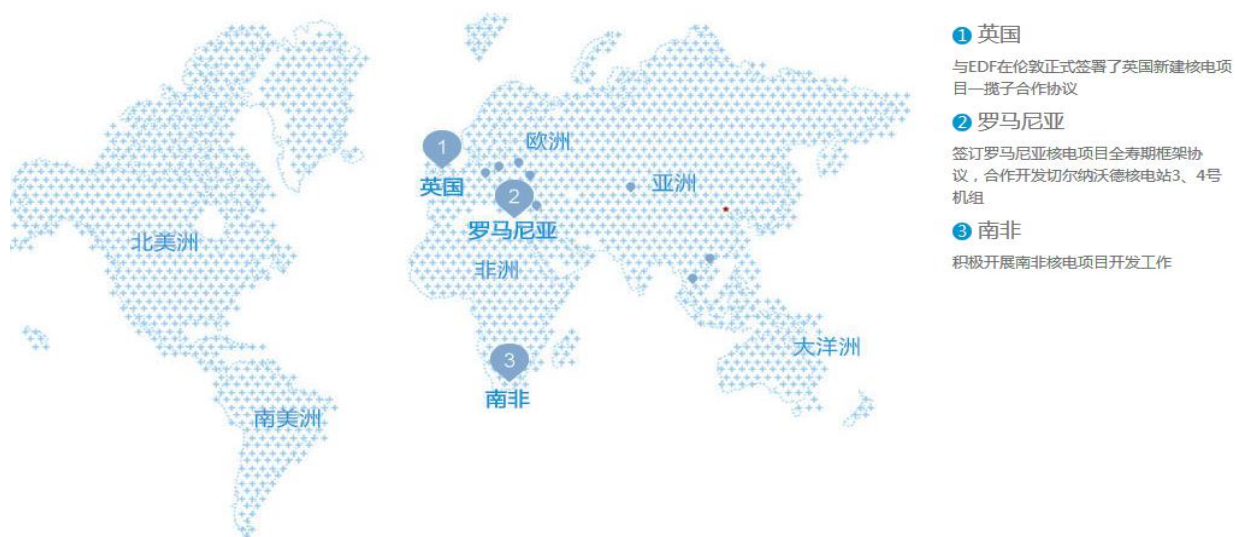 1 英国
与EDF在伦敦正式签署了英国新建核电项
目一揽子合作协议
2 罗马尼亚
签订罗马尼亚核电项目全寿期框架协
议，合作开发切尔纳沃德核电站3、4号
机组
3 南非
积极开展南非核电项目开发工作
1
欧洲
英国
亚洲
2
罗马尼亚
北美洲
非洲
大洋洲
3
南非
南美洲